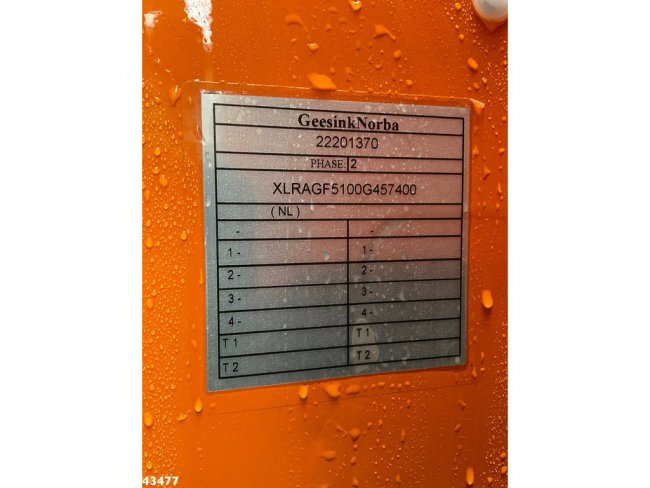 GeesinkNorba
22201370
PHASE: 2
XLRAGF5100G457400
( NL )
- -
1 - 1 -
2 - 2 -
3 - 3 -
4 - 4 -
T 1 T 1
T 2 T 2
43477